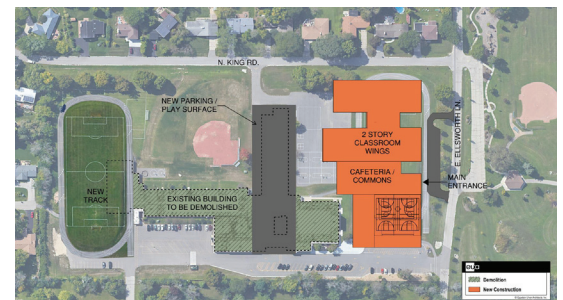 N. KING RD.
NEW PARKING /
PLAY SURFACE
2 STORY
CLASSROOM
WINGS
E. ELLSWORTH LN.
CAFETERIA /
COMMONS
MAIN
ENTRANCE
NEW
TRACK
EXISTING BUILDING
TO BE DEMOLISHED
eua
Demolition
New Construction